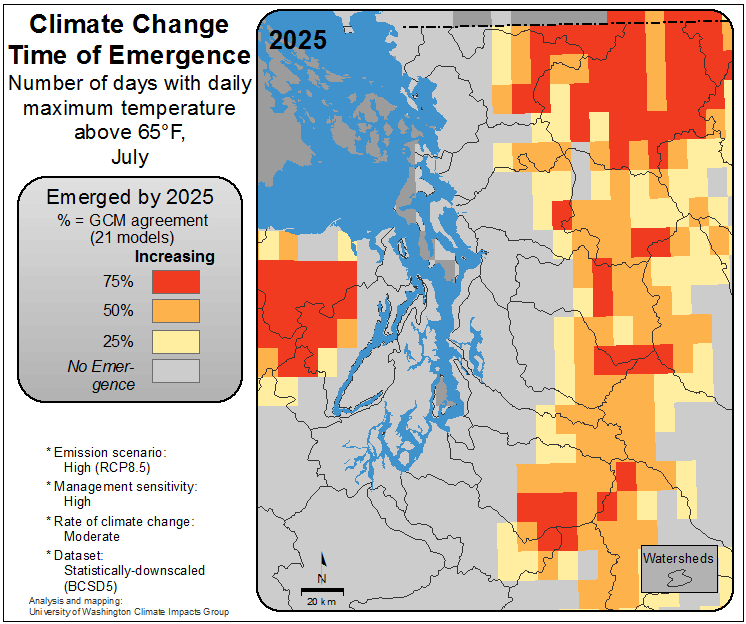 Climate Change
Time of Emergence
Number of days with daily
maximum temperature
above 65°F,
July
Emerged by 2025
% = GCM agreement
(21 models)
Increasing
75%
50%
25%
No Emer-
gence
* Emission scenario:
High (RCP8.5)
* Management sensitivity:
High
* Rate of climate change:
Moderate
* Dataset:
Statistically-downscaled
(BCSD5)
Analysis and mapping:
University of Washington Climate Impacts Group
2025
N
20 km
Watersheds